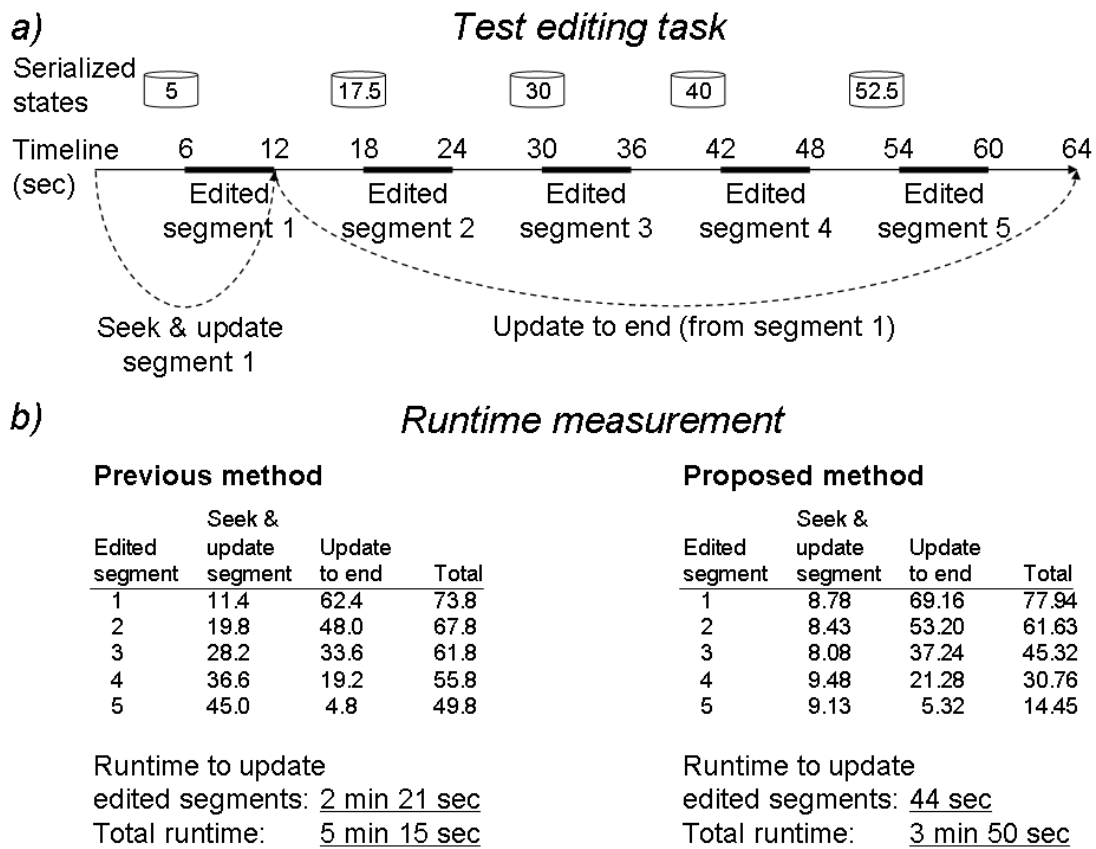 a) Test editing task
Serialized
states
5 17.5 30 40 52.5
Timeline
(sec)
6 12 18 24 30 36 42 48 54 60 64
Edited
segment 1
Edited
segment 2
Edited
segment 3
Edited
segment 4
Edited
segment 5
Seek & update
segment 1
Update to end (from segment 1)
b) Runtime measurement
Previous method
Edited
segment
Seek &
update
segment
Update
to end
Total
1 11.4 62.4 73.8
2 19.8 48.0 67.8
3 28.2 33.6 61.8
4 36.6 19.2 55.8
5 45.0 4.8 49.8
Runtime to update
edited segments: 2 min 21 sec
Total runtime: 5 min 15 sec
Proposed method
Edited
segment
Seek &
update
segment
Update
to end
Total
1 8.78 69.16 77.94
2 8.43 53.20 61.63
3 8.08 37.24 45.32
4 9.48 21.28 30.76
5 9.13 5.32 14.45
Runtime to update
edited segments: 44 sec
Total runtime: 3 min 50 sec